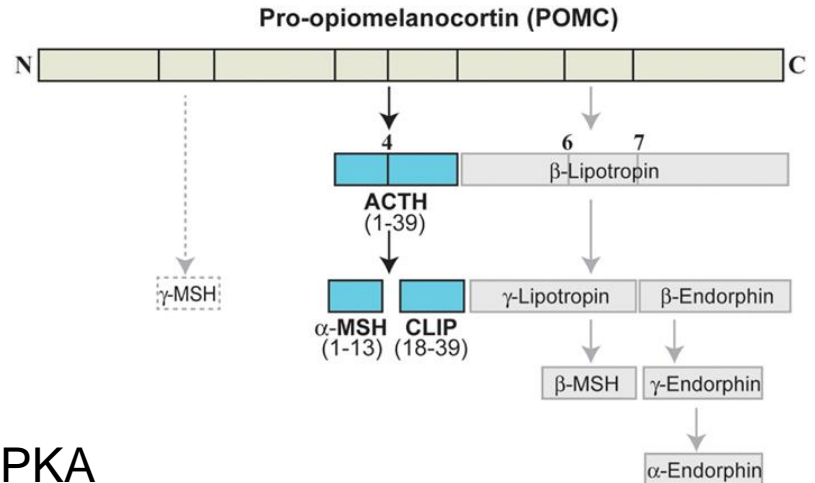 Pro-opiomelanocortin (POMC)
N C
4 6 7
β-Lipotropin
ACTH
(1-39)
γ-MSH γ-Lipotropin β-Endorphin
α-MSH CLIP
(1-13) (18-39)
β-MSH γ-Endorphin
PKA
α-Endorphin